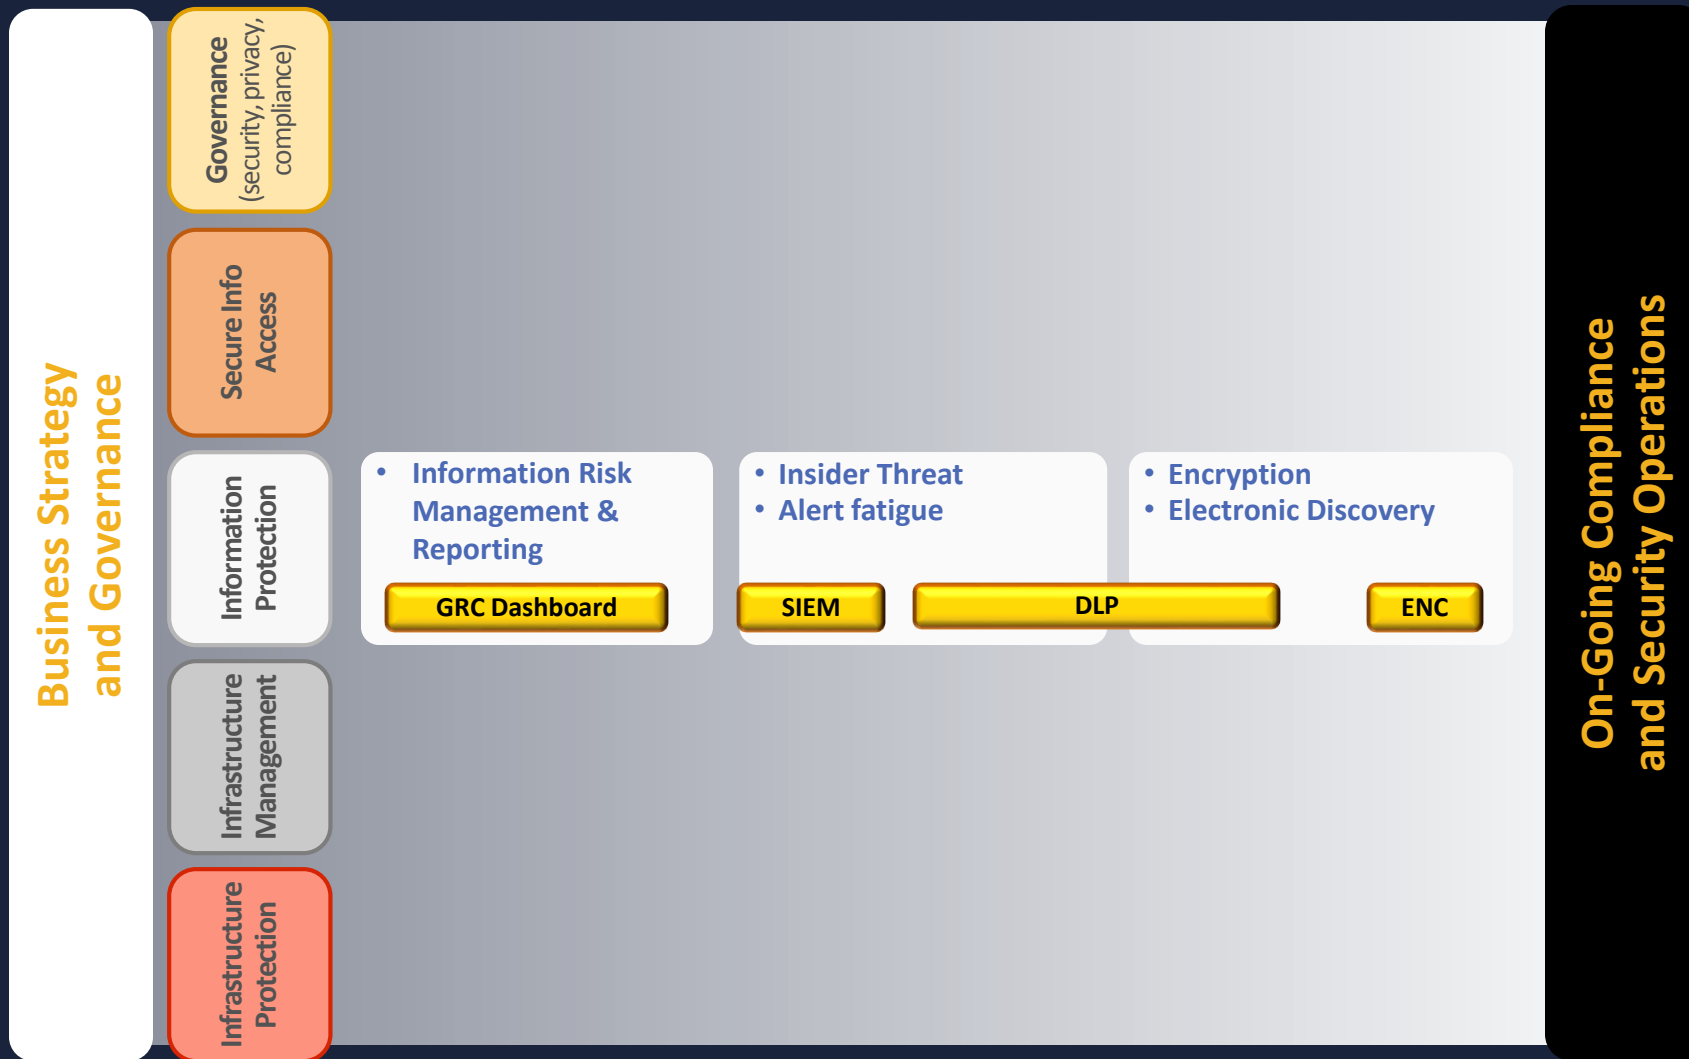 Business Strategy
and Governance
Governance
(security, privacy,
compliance)
Secure Info
Access
Information
Protection
• Information Risk
Management &
Reporting
GRC Dashboard
• Insider Threat
• Alert fatigue
SIEM
DLP
• Encryption
• Electronic Discovery
ENC
Infrastructure
Management
Infrastructure
Protection
On-Going Compliance
and Security Operations